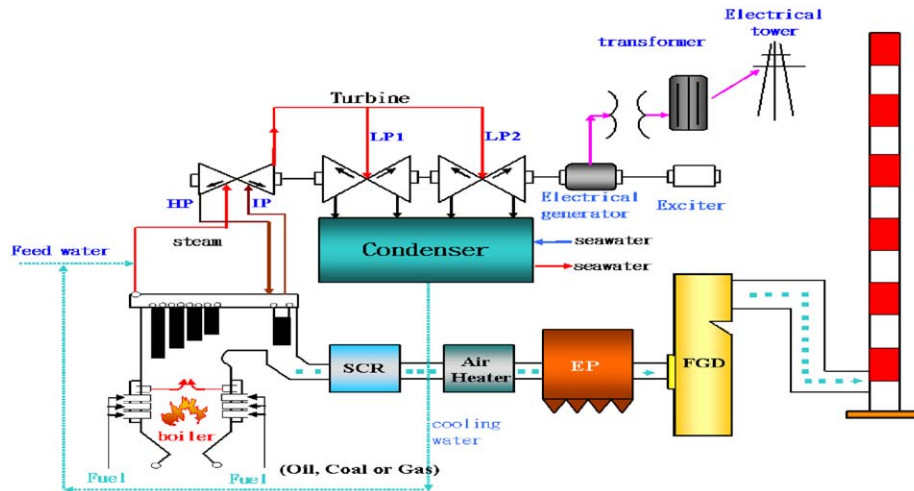 Electrical
tower
transformer
Turbine
LP1
LP2
HP
IP
Electrical
generator
Exciter
steam
Feed water
Condenser
seawater
seawater
SCR
Air
Heater
EP
FGD
boiler
cooling
water
Fuel
Fuel
(Oil, Coal or Gas)